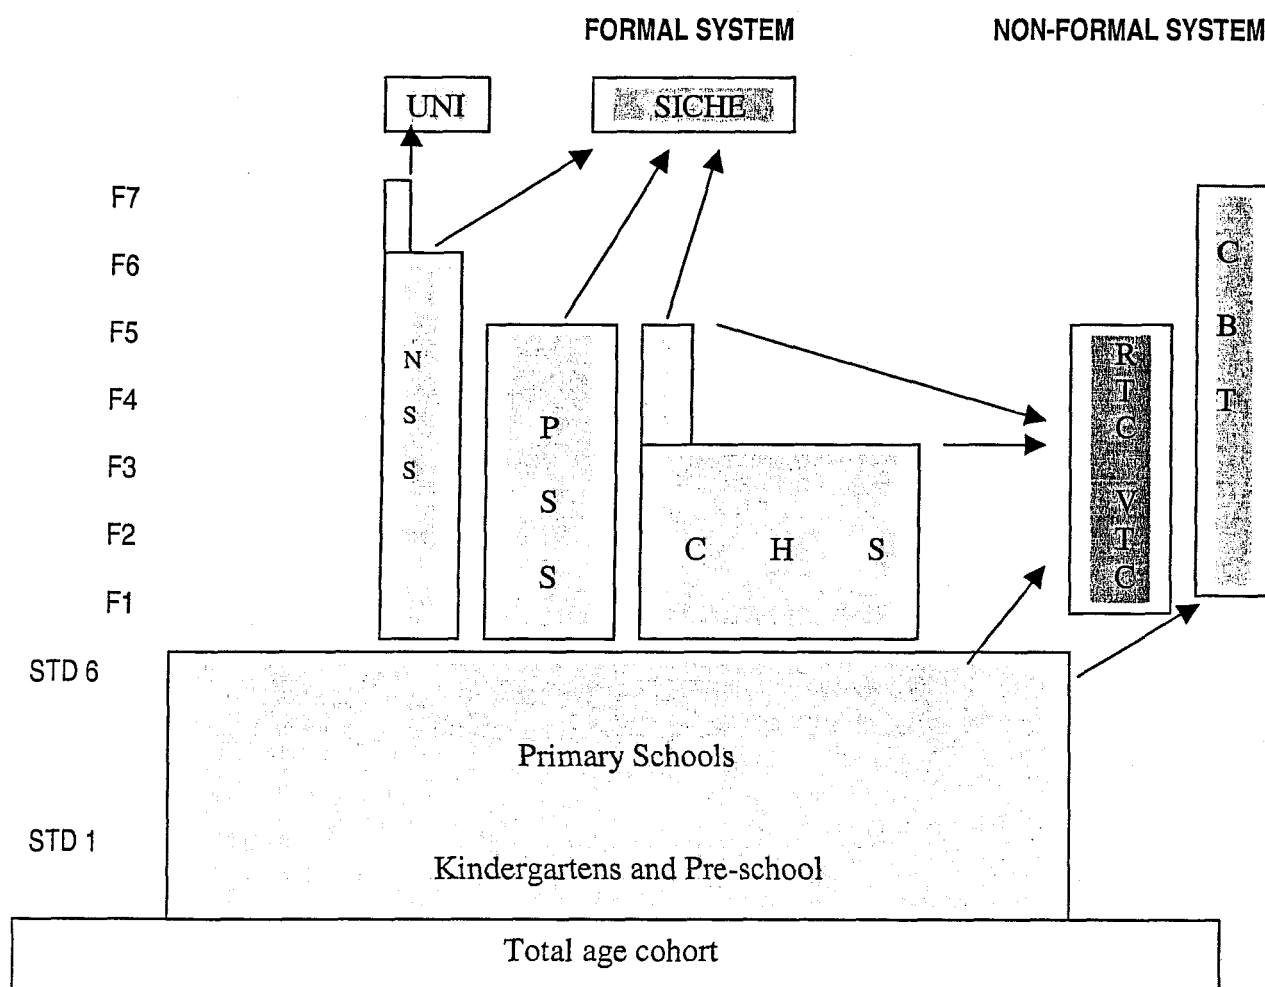 FORMAL SYSTEM
NON-FORMAL SYSTEM
UNI
SICHE
F7
F6
F5
F4
F3
F2
F1
STD 6
STD 1
N
S
S
P
S
S
C H S
R
T
C
V
T
C
C
B
T
Primary Schools
Kindergartens and Pre-school
Total age cohort